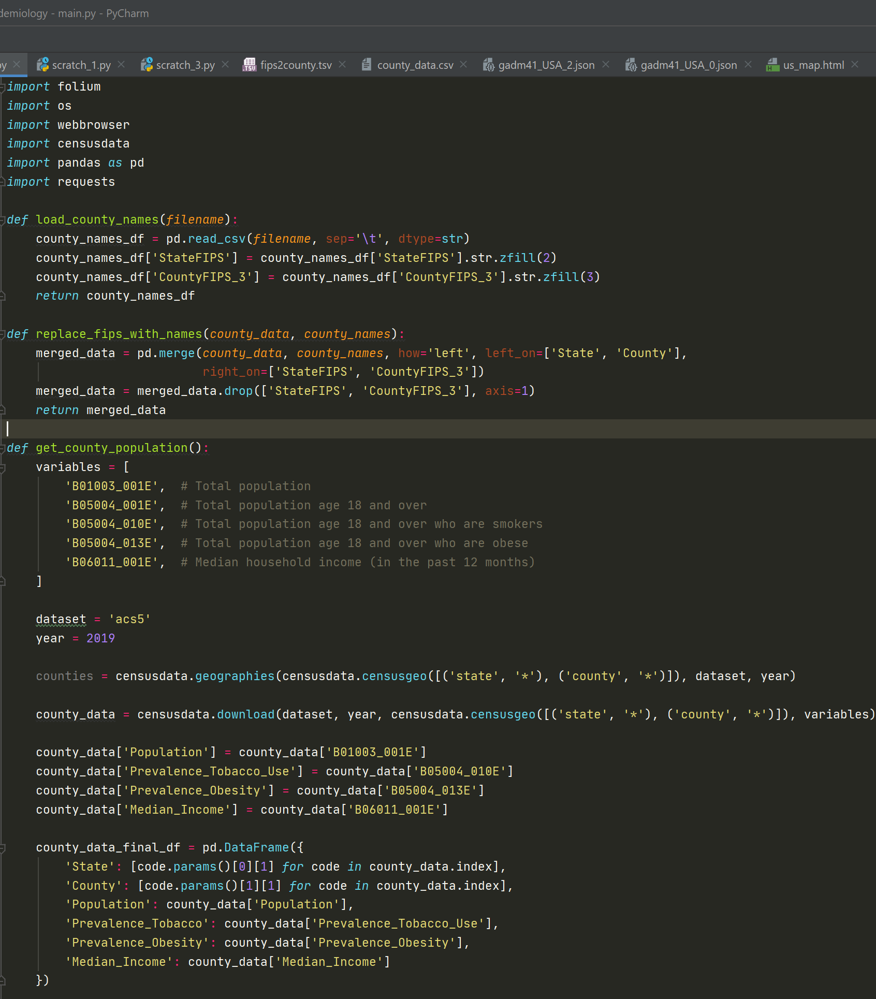 demiology - main.py - PyCharm
py scratch_1.py scratch_3.py fips2county.tsv county_data.csv gadm41_USA_2.json gadm41_USA_0.json us_map.html
import folium
import os
import webbrowser
import censusdata
import pandas as pd
import requests

def load_county_names(filename):
    county_names_df = pd.read_csv(filename, sep='\t', dtype=str)
    county_names_df['StateFIPS'] = county_names_df['StateFIPS'].str.zfill(2)
    county_names_df['CountyFIPS_3'] = county_names_df['CountyFIPS_3'].str.zfill(3)
    return county_names_df

def replace_fips_with_names(county_data, county_names):
    merged_data = pd.merge(county_data, county_names, how='left', left_on=['State', 'County'],
                           right_on=['StateFIPS', 'CountyFIPS_3'])
    merged_data = merged_data.drop(['StateFIPS', 'CountyFIPS_3'], axis=1)
    return merged_data

def get_county_population():
    variables = [
        'B01003_001E',  # Total population
        'B05004_001E',  # Total population age 18 and over
        'B05004_010E',  # Total population age 18 and over who are smokers
        'B05004_013E',  # Total population age 18 and over who are obese
        'B06011_001E',  # Median household income (in the past 12 months)
    ]

    dataset = 'acs5'
    year = 2019

    counties = censusdata.geographies(censusdata.censusgeo([('state', '*'), ('county', '*')]), dataset, year)

    county_data = censusdata.download(dataset, year, censusdata.censusgeo([('state', '*'), ('county', '*')]), variables)

    county_data['Population'] = county_data['B01003_001E']
    county_data['Prevalence_Tobacco_Use'] = county_data['B05004_010E']
    county_data['Prevalence_Obesity'] = county_data['B05004_013E']
    county_data['Median_Income'] = county_data['B06011_001E']

    county_data_final_df = pd.DataFrame({
        'State': [code.params()[0][1] for code in county_data.index],
        'County': [code.params()[1][1] for code in county_data.index],
        'Population': county_data['Population'],
        'Prevalence_Tobacco': county_data['Prevalence_Tobacco_Use'],
        'Prevalence_Obesity': county_data['Prevalence_Obesity'],
        'Median_Income': county_data['Median_Income']
    })